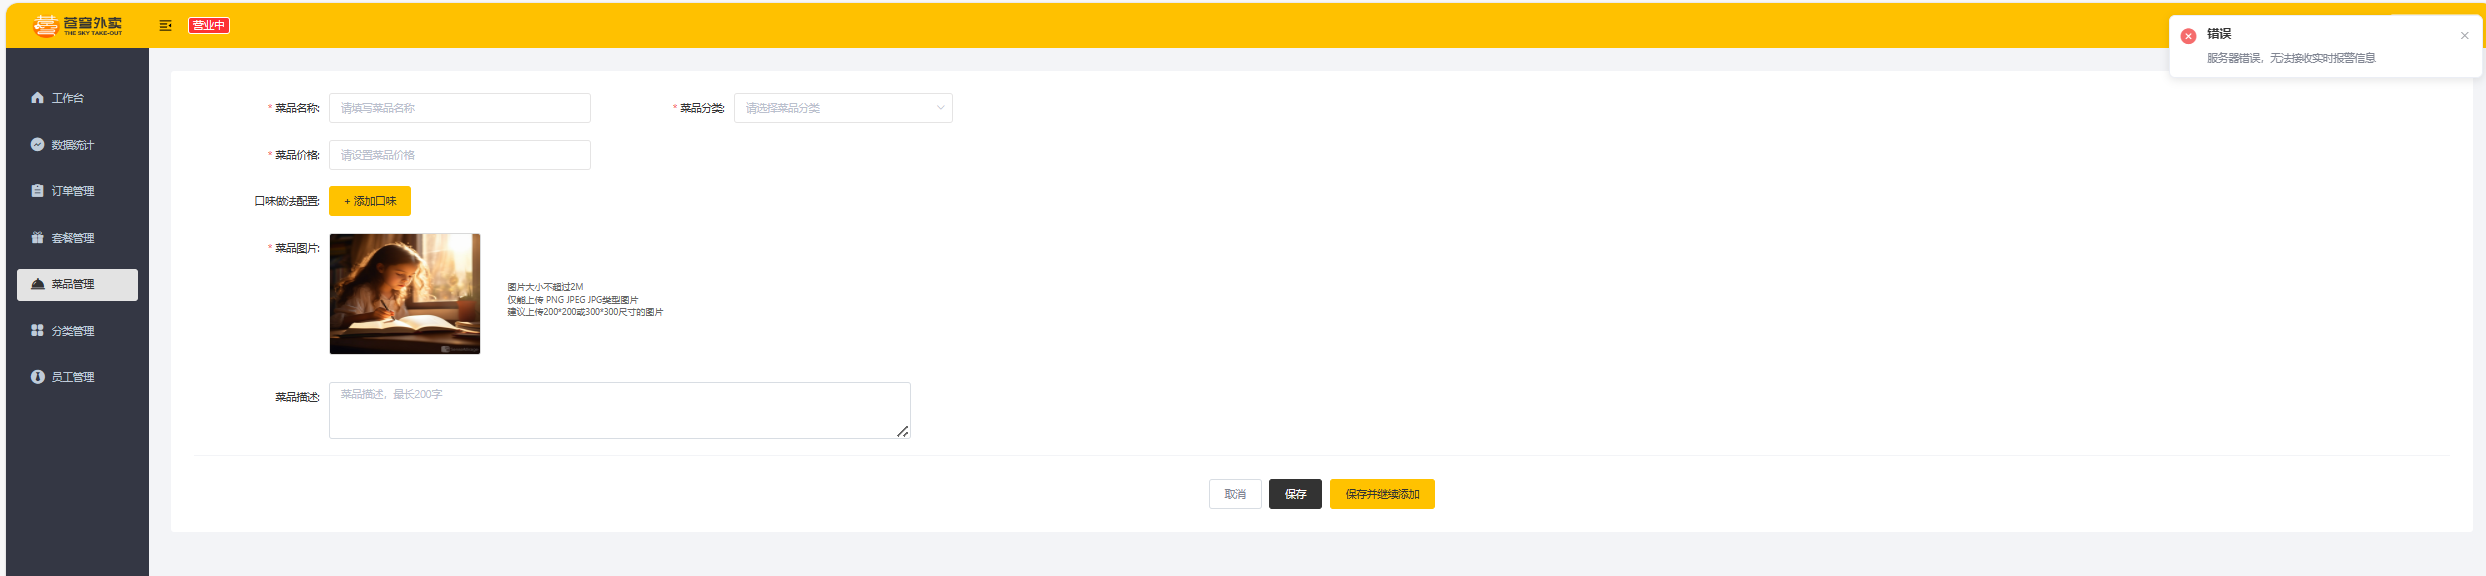 苍穹外卖
THE SKY TAKE-OUT
营业中
错误
服务器错误，无法接收实时报警信息
工作台
数据统计
订单管理
套餐管理
菜品管理
分类管理
员工管理
* 菜品名称: 请填写菜品名称
* 菜品分类: 请选择菜品分类
* 菜品价格: 请设置菜品价格
口味做法配置: + 添加口味
* 菜品图片:
图片大小不超过2M
仅能上传 PNG JPEG JPG类型图片
建议上传200*200或300*300尺寸的图片
菜品描述: 菜品描述，最长200字
取消
保存
保存并继续添加